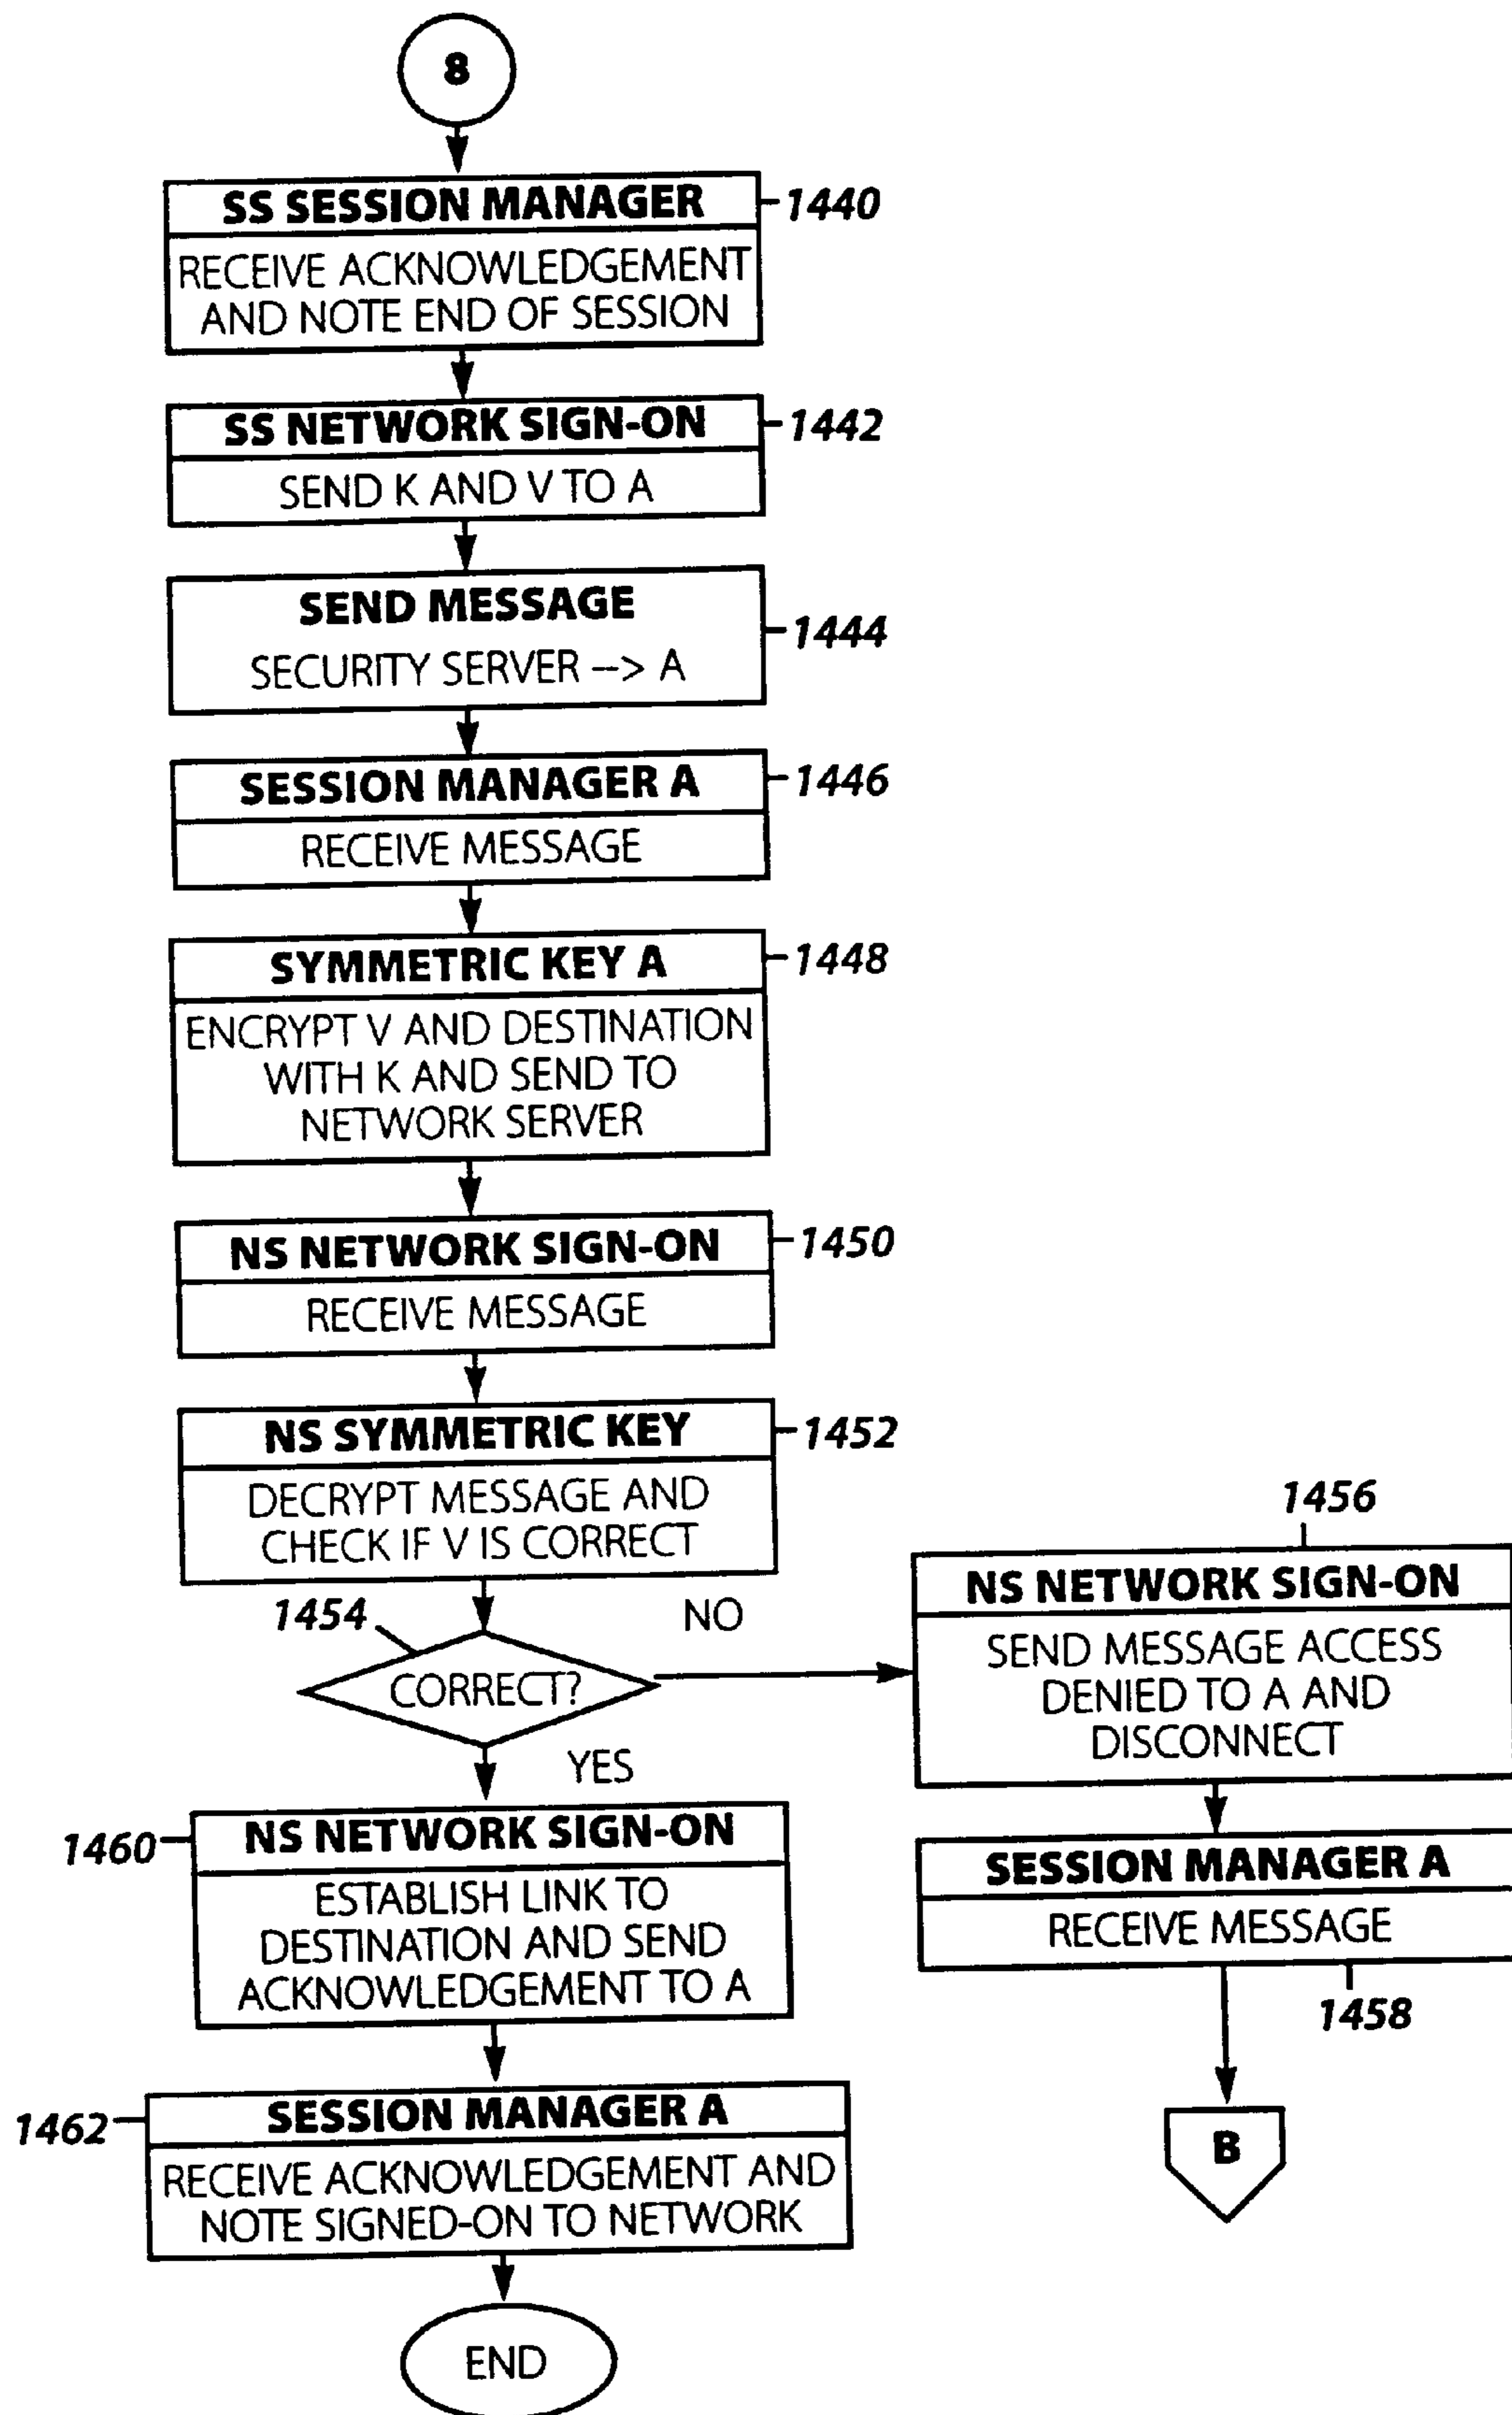 8
SS SESSION MANAGER
1440
RECEIVE ACKNOWLEDGEMENT
AND NOTE END OF SESSION
SS NETWORK SIGN-ON
1442
SEND K AND V TO A
SEND MESSAGE
1444
SECURITY SERVER --> A
SESSION MANAGER A
1446
RECEIVE MESSAGE
SYMMETRIC KEY A
1448
ENCRYPT V AND DESTINATION
WITH K AND SEND TO
NETWORK SERVER
NS NETWORK SIGN-ON
1450
RECEIVE MESSAGE
NS SYMMETRIC KEY
1452
DECRYPT MESSAGE AND
CHECK IF V IS CORRECT
1454
CORRECT?
NO
1456
NS NETWORK SIGN-ON
SEND MESSAGE ACCESS
DENIED TO A AND
DISCONNECT
SESSION MANAGER A
RECEIVE MESSAGE
1458
B
YES
1460
NS NETWORK SIGN-ON
ESTABLISH LINK TO
DESTINATION AND SEND
ACKNOWLEDGEMENT TO A
1462
SESSION MANAGER A
RECEIVE ACKNOWLEDGEMENT AND
NOTE SIGNED-ON TO NETWORK
END